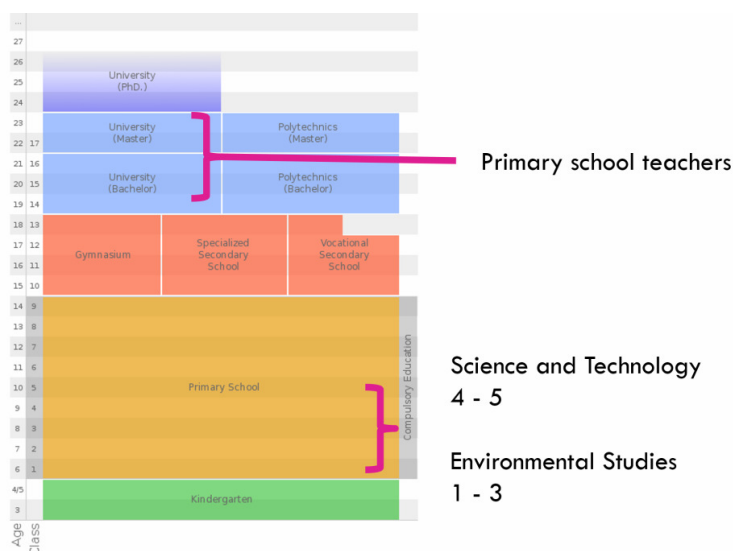 ...
27
26
25
24
23
22 17
21 16
20 15
19 14
18 13
17 12
16 11
15 10
14 9
13 8
12 7
11 6
10 5
9 4
8 3
7 2
6 1
4/5
3
Age
Class
University
(PhD.)
University
(Master)
Polytechnics
(Master)
University
(Bachelor)
Polytechnics
(Bachelor)
Gymnasium
Specialized
Secondary
School
Vocational
Secondary
School
Primary School
Compulsory Education
Kindergarten
Primary school teachers
Science and Technology
4 - 5
Environmental Studies
1 - 3